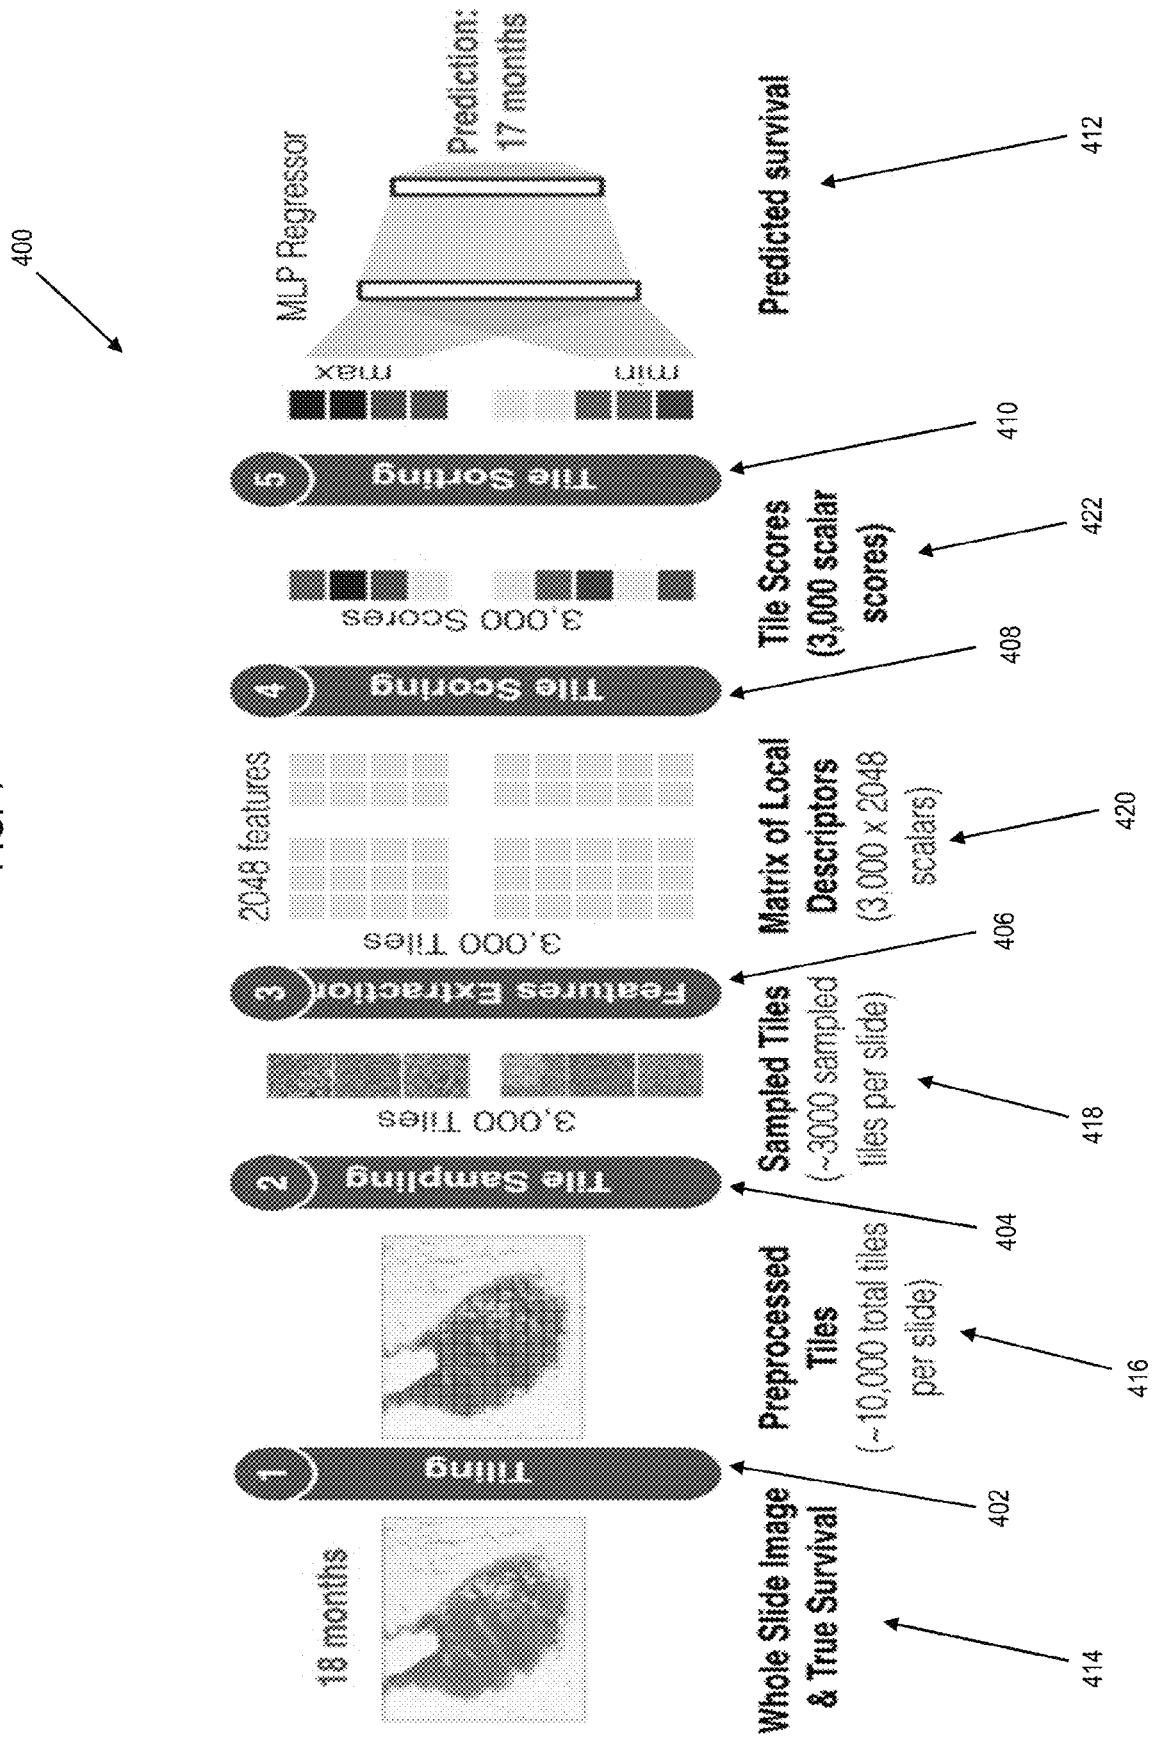 400
18 months
1
Tiling
2
Tile Sampling
3,000 Tiles
3
Features Extraction
3,000 Tiles
2048 features
4
Tile Scoring
3,000 Scores
5
Tile Sorting
max
min
MLP Regressor
Prediction:
17 months
Whole Slide Image
& True Survival
Preprocessed
Tiles
(~10,000 total tiles
per slide)
Sampled Tiles
(~3000 sampled
tiles per slide)
Matrix of Local
Descriptors
(3,000 x 2048
scalars)
Tile Scores
(3,000 scalar
scores)
Predicted survival
414
402
416
404
418
406
420
408
422
410
412